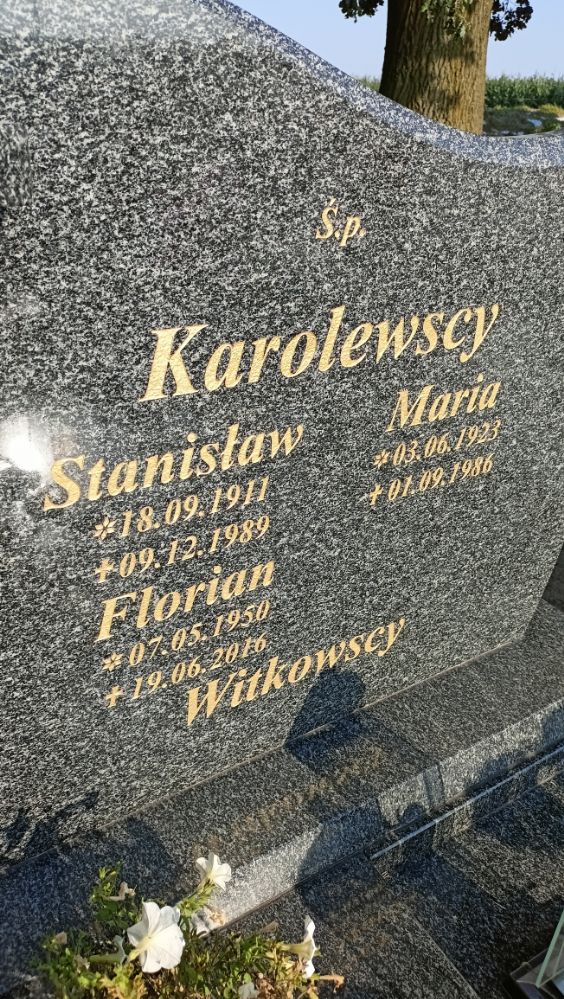 Ś.p.
Karolewscy
Stanisław
*18.09.1911
✝09.12.1989
Maria
*03.06.1923
✝01.09.1986
Florian
*07.05.1950
✝19.06.2016
Witkowscy